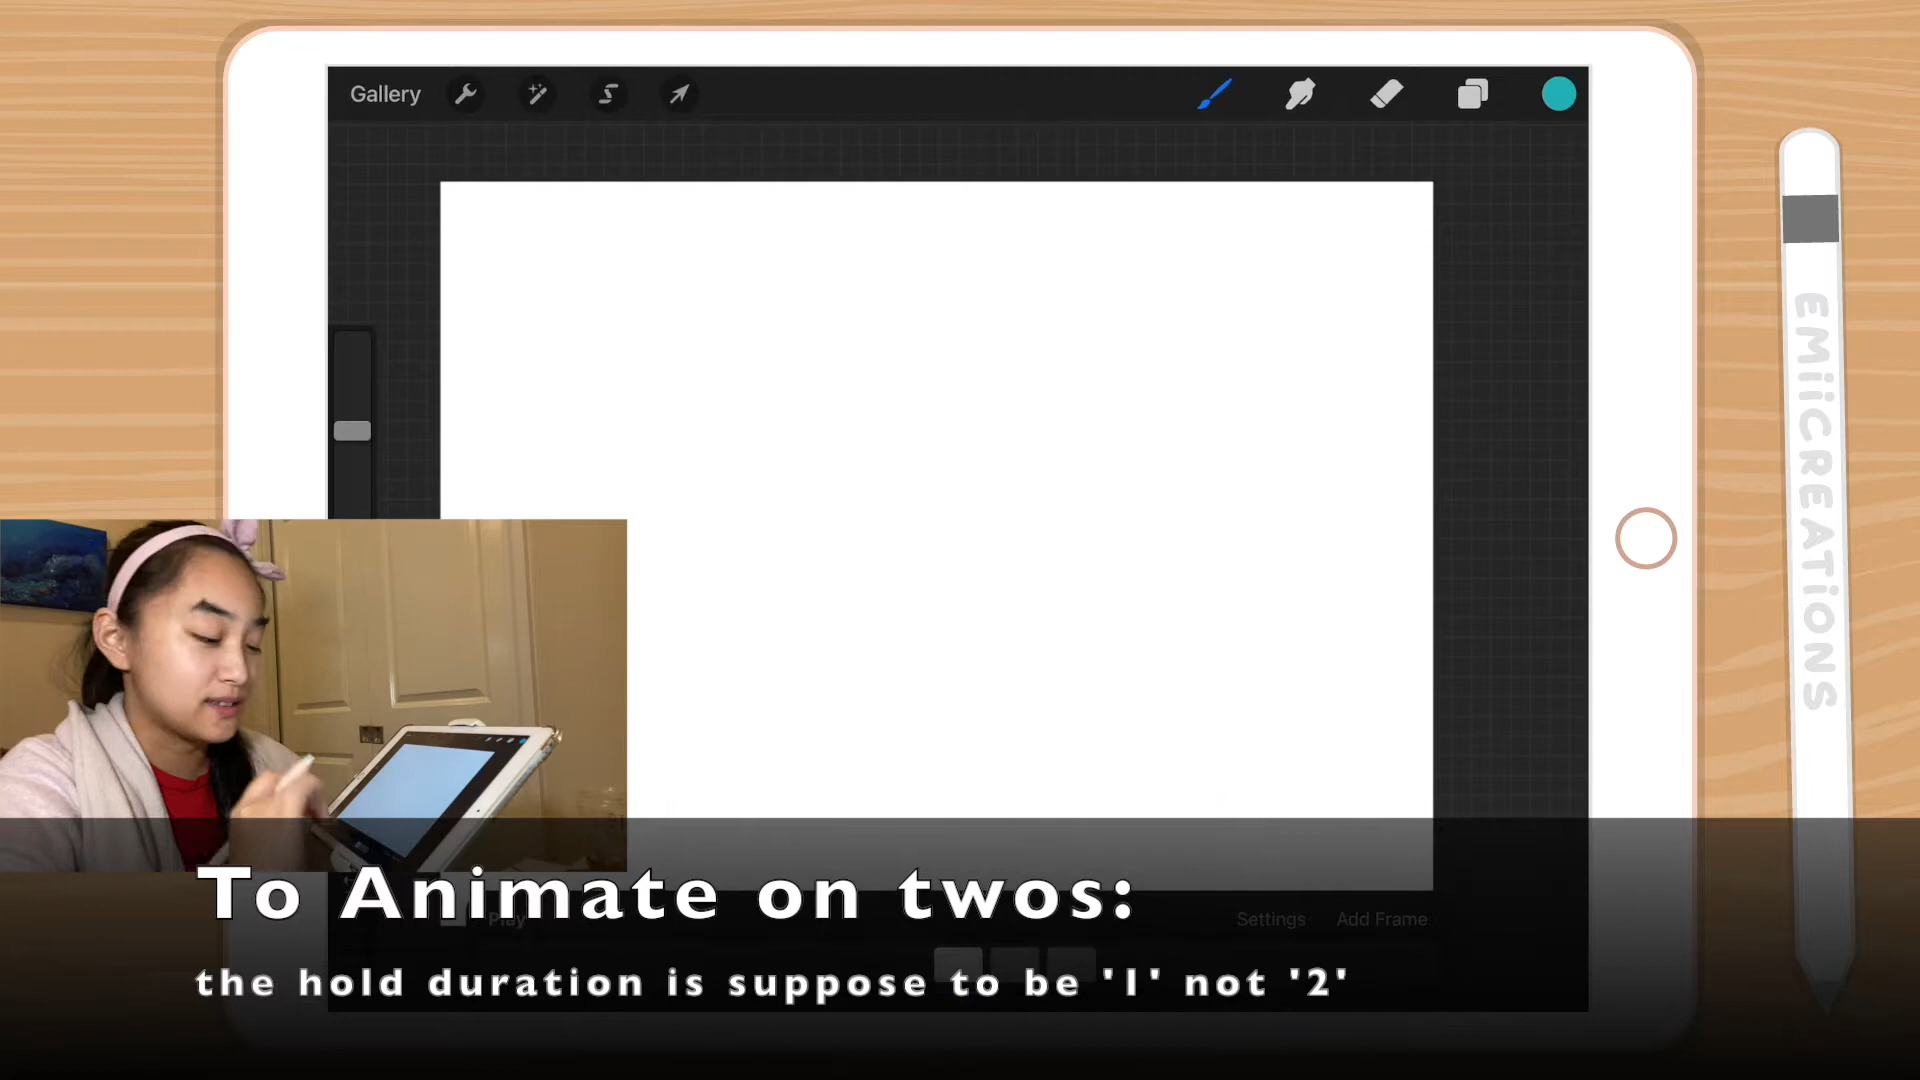 Gallery
EMiiCREATiONS
To Animate on twos:
Play
Settings
Add Frame
the hold duration is suppose to be '1' not '2'